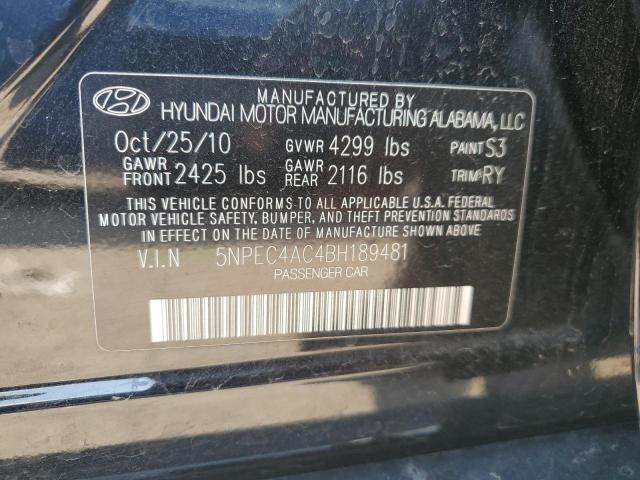 MANUFACTURED BY
HYUNDAI MOTOR MANUFACTURING ALABAMA, LLC
Oct/25/10 GVWR 4299 lbs PAINT S3
GAWR FRONT 2425 lbs GAWR REAR 2116 lbs TRIM RY
THIS VEHICLE CONFORMS TO ALL APPLICABLE U.S.A. FEDERAL
MOTOR VEHICLE SAFETY, BUMPER, AND THEFT PREVENTION STANDARDS
IN EFFECT ON THE DATE OF MANUFACTURE SHOWN ABOVE
V.I.N 5NPEC4AC4BH189481
PASSENGER CAR